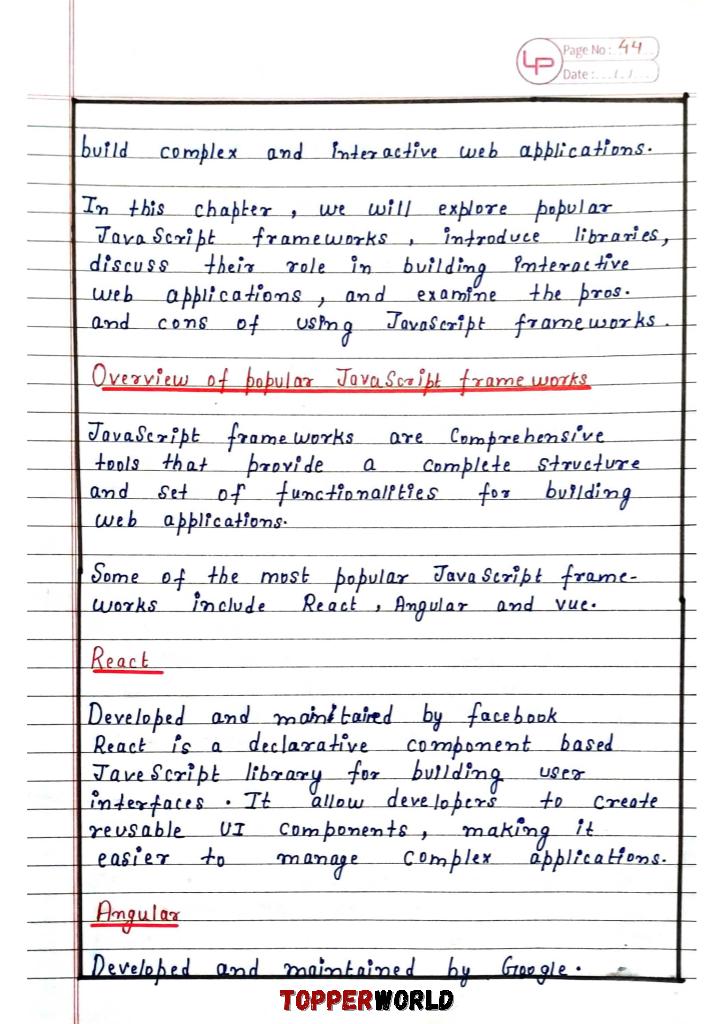 Page No: 44
LP
Date: .../../...
build complex and interactive web applications.
In this chapter, we will explore popular
JavaScript frameworks, introduce libraries,
discuss their role in building interactive
web applications, and examine the pros.
and cons of using JavaScript frameworks.
Overview of popular JavaScript frameworks
JavaScript frameworks are comprehensive
tools that provide a complete structure
and set of functionalities for building
web applications.
Some of the most popular JavaScript frame-
works include React, Angular and vue.
React
Developed and mainitaired by facebook
React is a declarative component based
JaveScript library for building user
interfaces. It allow developers to create
reusable UI components, making it
easier to manage complex applications.
Angular
Developed and maintained by Google.
TOPPERWORLD